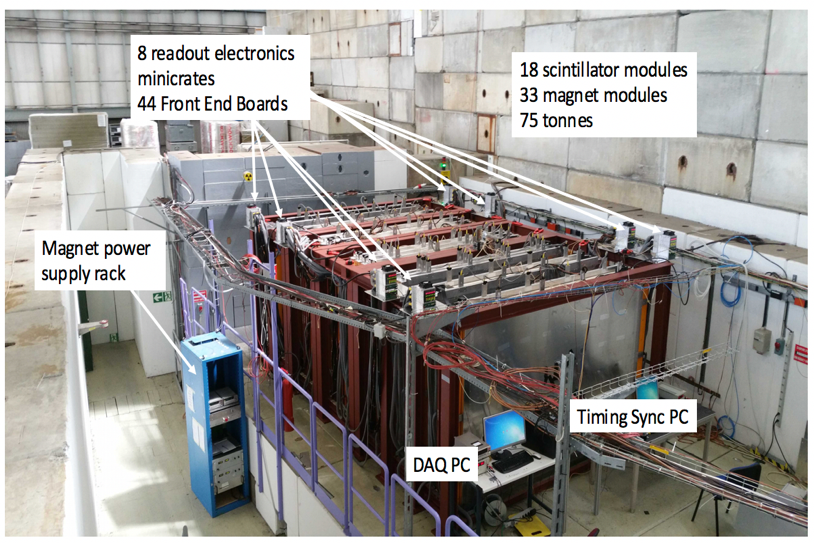 8 readout electronics
minicrates
44 Front End Boards
18 scintillator modules
33 magnet modules
75 tonnes
Magnet power
supply rack
Timing Sync PC
DAQ PC